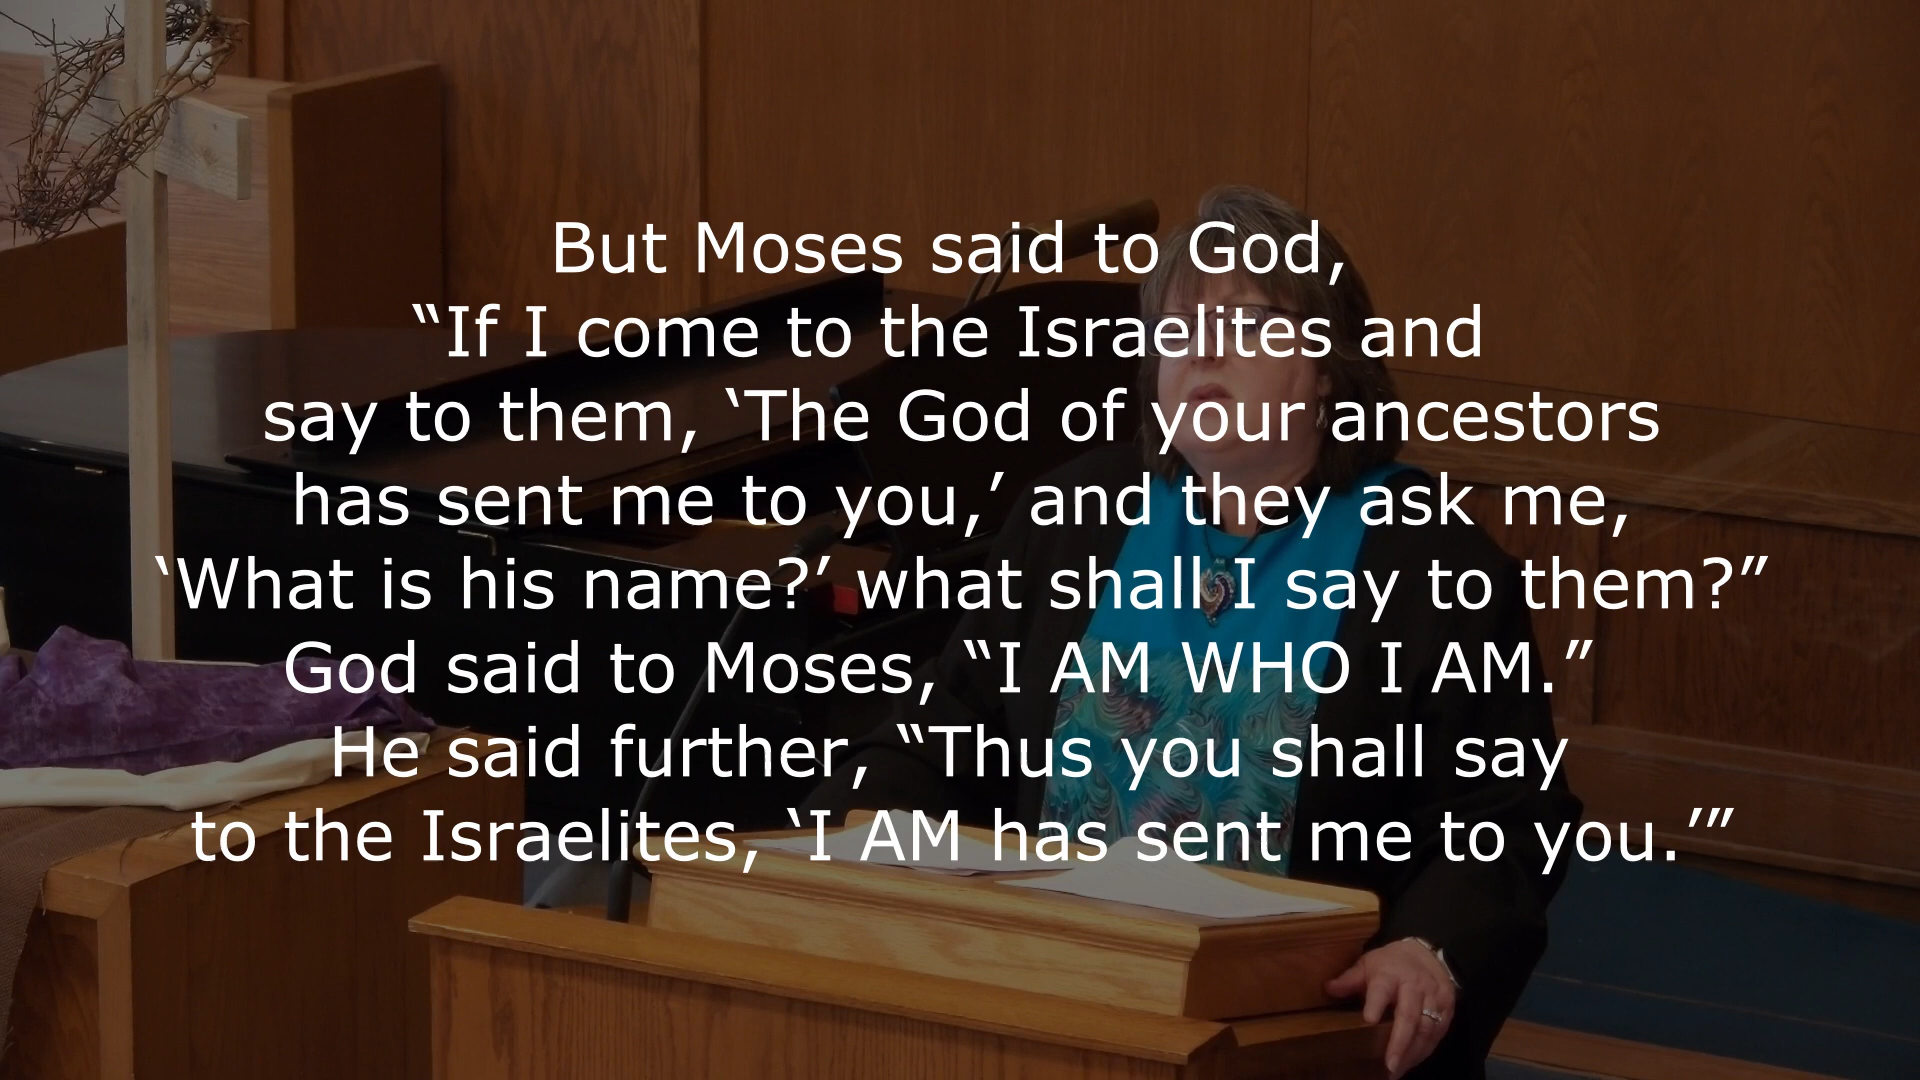 But Moses said to God,
“If I come to the Israelites and
say to them, ‘The God of your ancestors
has sent me to you,’ and they ask me,
‘What is his name?’ what shall I say to them?”
God said to Moses, “I AM WHO I AM.”
He said further, “Thus you shall say
to the Israelites, ‘I AM has sent me to you.’”